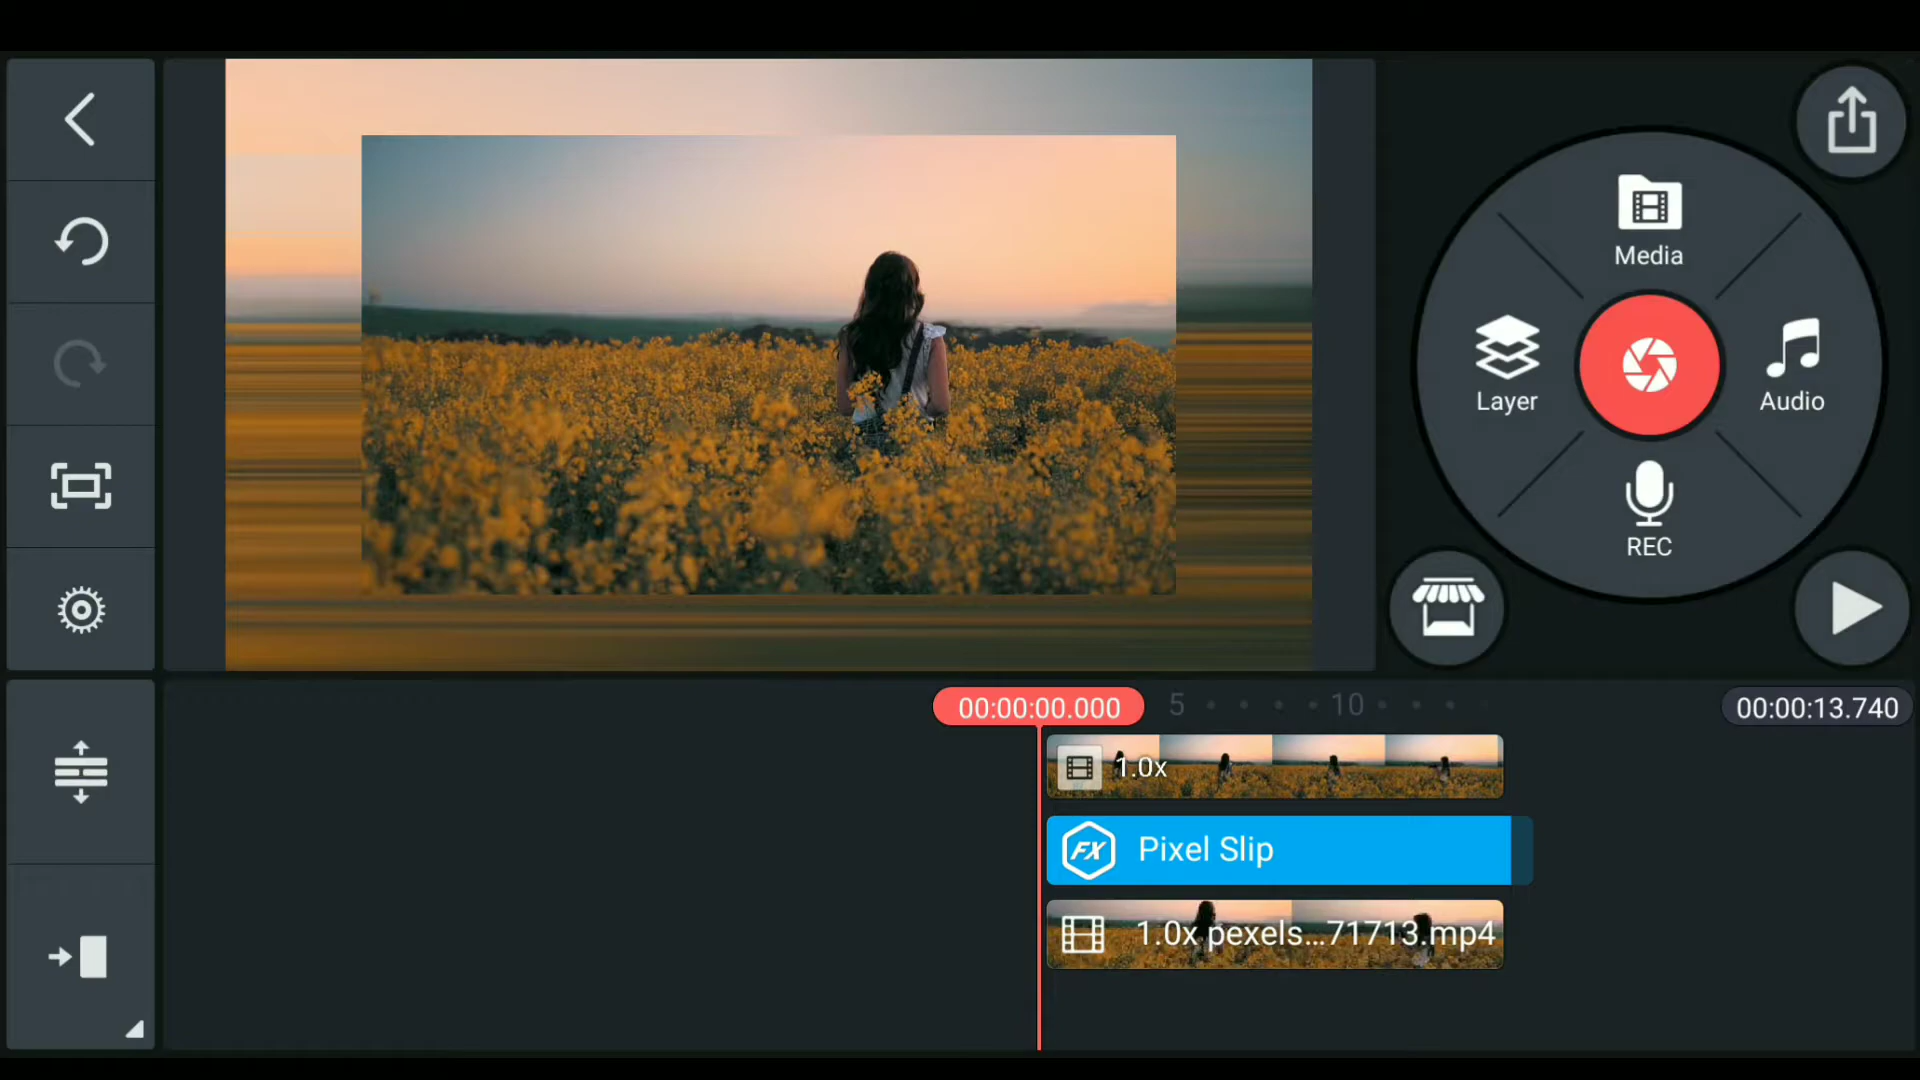 Media
Layer
Audio
REC
00:00:00.000
5
10
00:00:13.740
1.0x
FX
Pixel Slip
1.0x pexels...71713.mp4